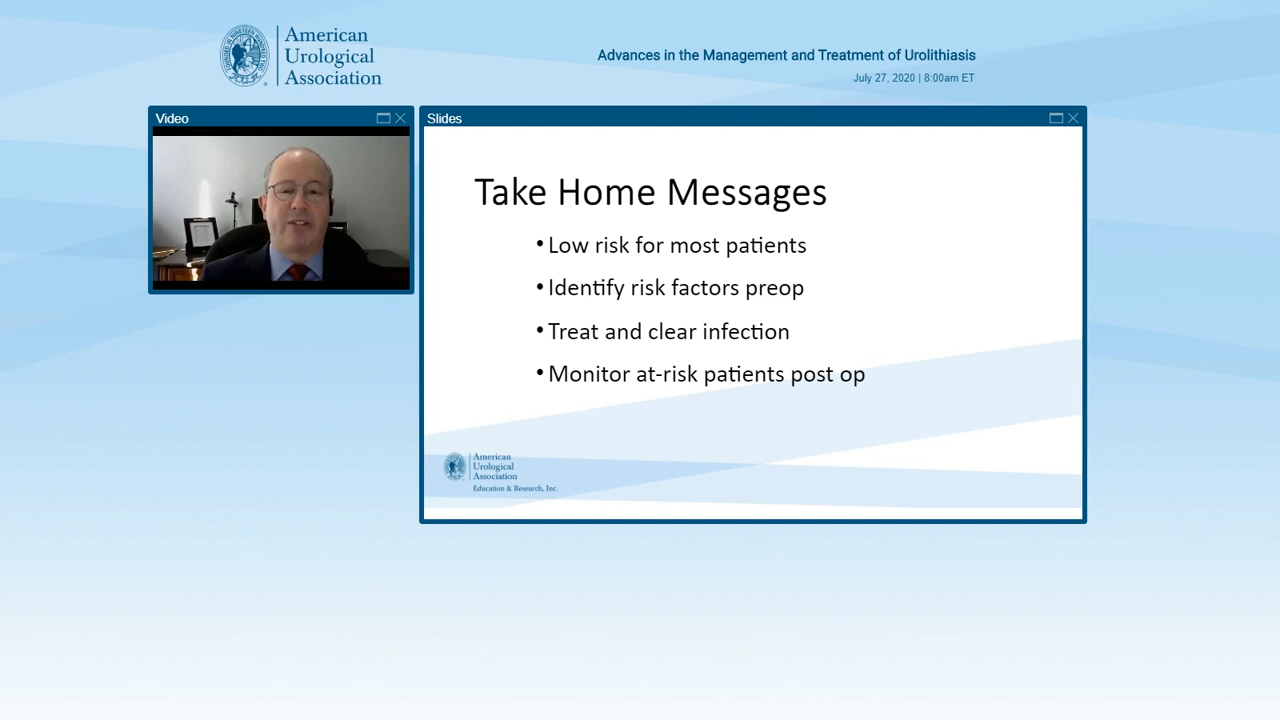 American
Urological
Association
Advances in the Management and Treatment of Urolithiasis
July 27, 2020 | 8:00am ET
Video
Slides
Take Home Messages
• Low risk for most patients
• Identify risk factors preop
• Treat and clear infection
• Monitor at-risk patients post op
American
Urological
Association
Education & Research, Inc.